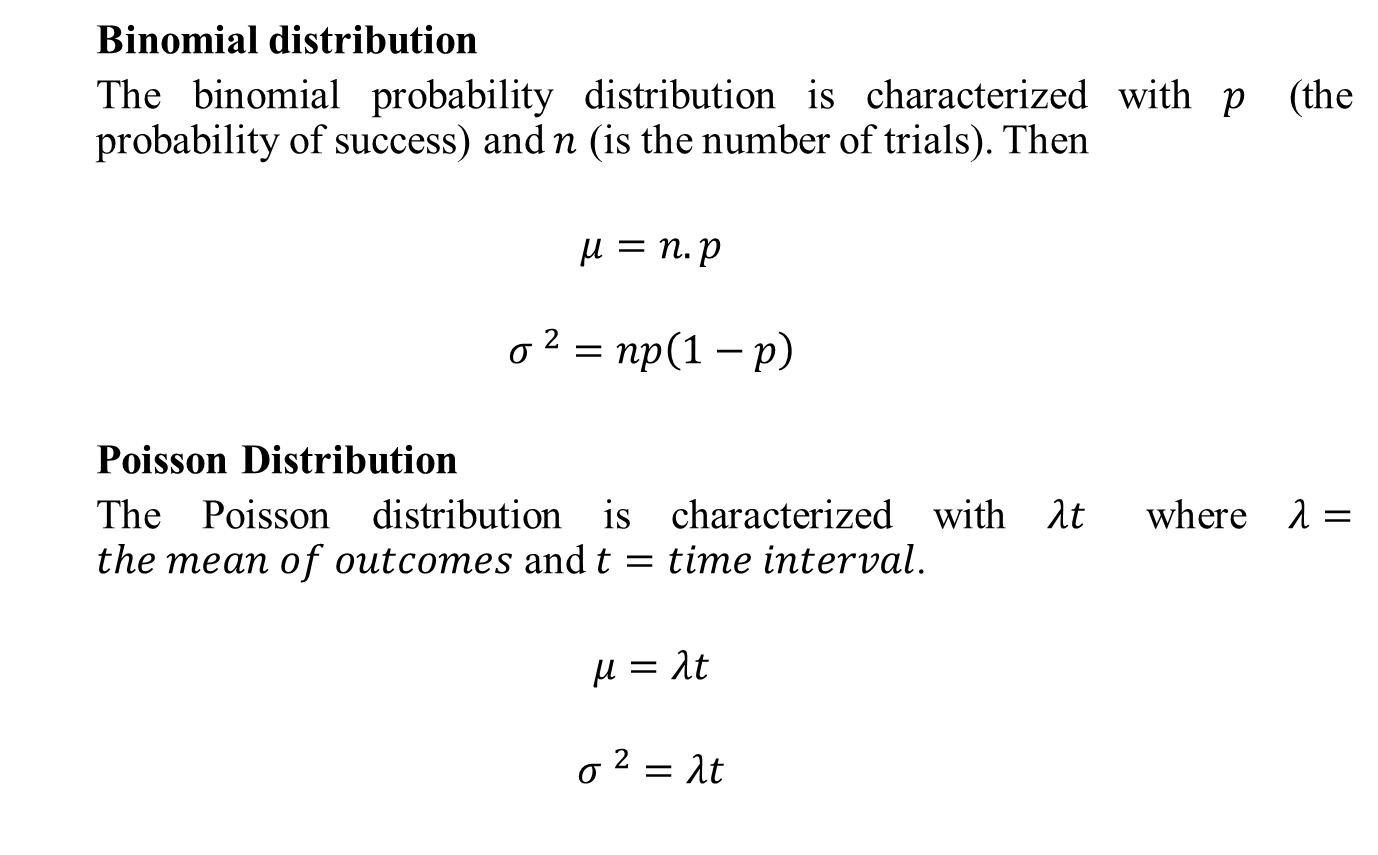 Binomial distribution
The binomial probability distribution is characterized with p (the
probability of success) and n (is the number of trials). Then
μ = n. p
σ ² = np(1 − p)
Poisson Distribution
The Poisson distribution is characterized with λt where λ =
the mean of outcomes and t = time interval.
μ = λt
σ ² = λt